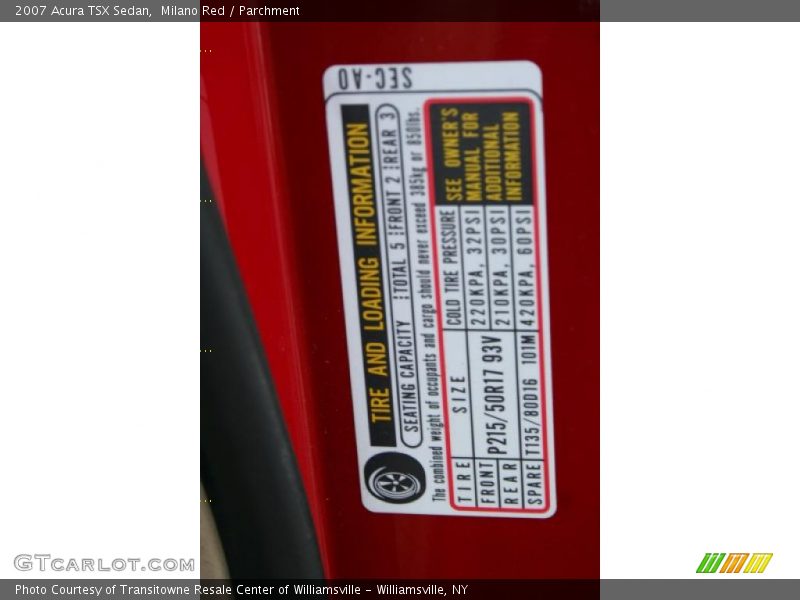 2007 Acura TSX Sedan,  Milano Red / Parchment
SEC-A0
TIRE AND LOADING INFORMATION
SEATING CAPACITY TOTAL 5 FRONT 2 REAR 3
The combined weight of occupants and cargo should never exceed 385kg or 850lbs.
TIRE SIZE COLD TIRE PRESSURE
FRONT P215/50R17 93V 220KPA, 32PSI
REAR 210KPA, 30PSI
SPARE T135/80D16 101M 420KPA, 60PSI
SEE OWNER'S
MANUAL FOR
ADDITIONAL
INFORMATION
GTCARLOT.COM
Photo Courtesy of Transitowne Resale Center of Williamsville - Williamsville, NY